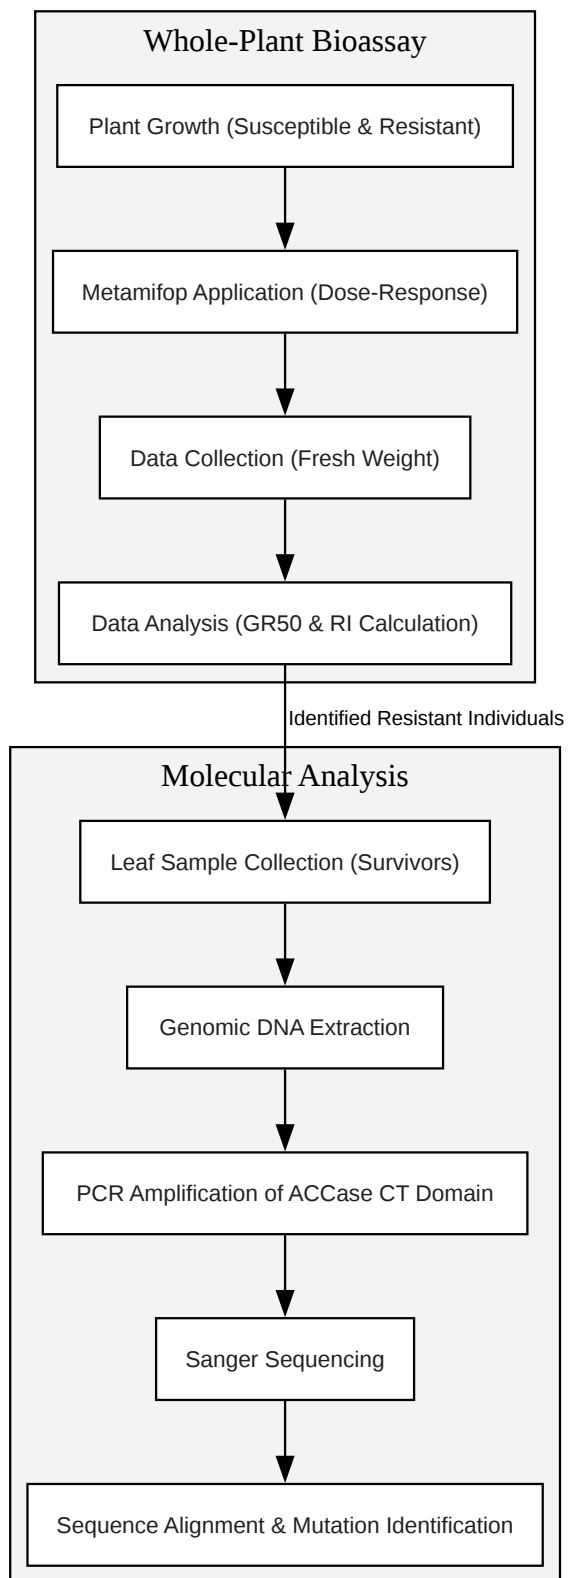 Whole-Plant Bioassay
Plant Growth (Susceptible & Resistant)
Metamifop Application (Dose-Response)
Data Collection (Fresh Weight)
Data Analysis (GR50 & RI Calculation)
Identified Resistant Individuals
Molecular Analysis
Leaf Sample Collection (Survivors)
Genomic DNA Extraction
PCR Amplification of ACCase CT Domain
Sanger Sequencing
Sequence Alignment & Mutation Identification